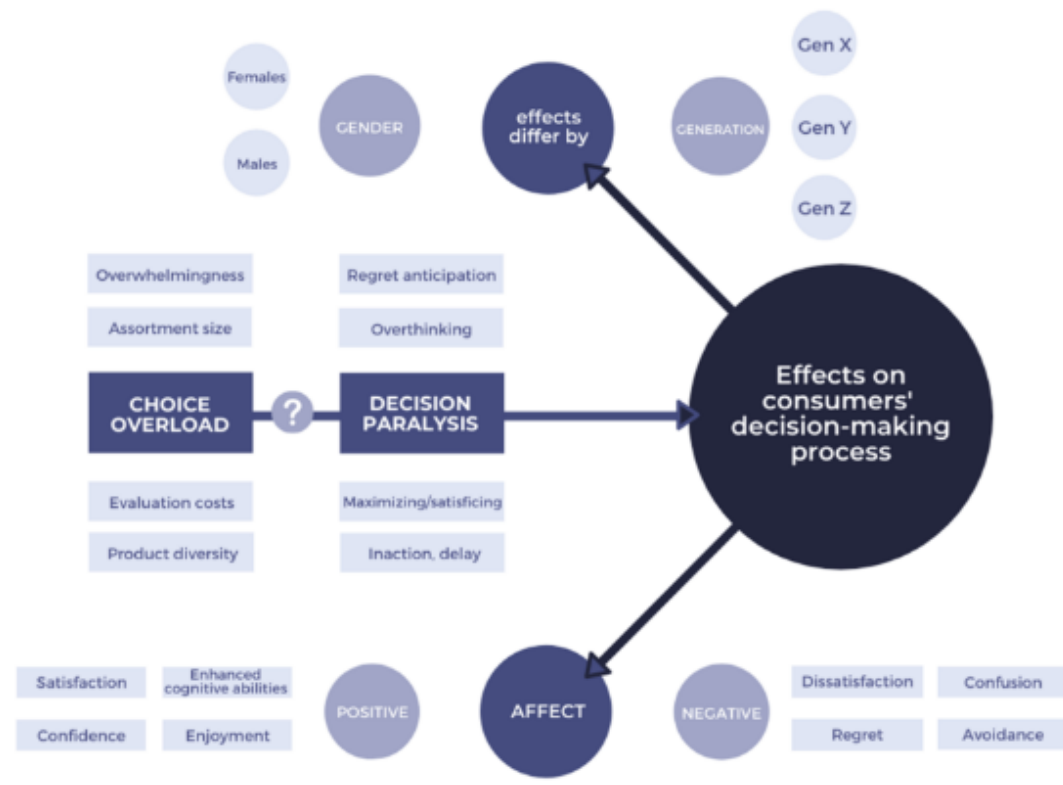 Females
Males
GENDER
effects
differ by
GENERATION
Gen X
Gen Y
Gen Z
Overwhelmingness
Assortment size
CHOICE
OVERLOAD
Evaluation costs
Product diversity
?
Regret anticipation
Overthinking
DECISION
PARALYSIS
Maximizing/satisficing
Inaction, delay
Effects on
consumers'
decision-making
process
Satisfaction
Enhanced
cognitive abilities
Confidence
Enjoyment
POSITIVE
AFFECT
NEGATIVE
Dissatisfaction
Confusion
Regret
Avoidance